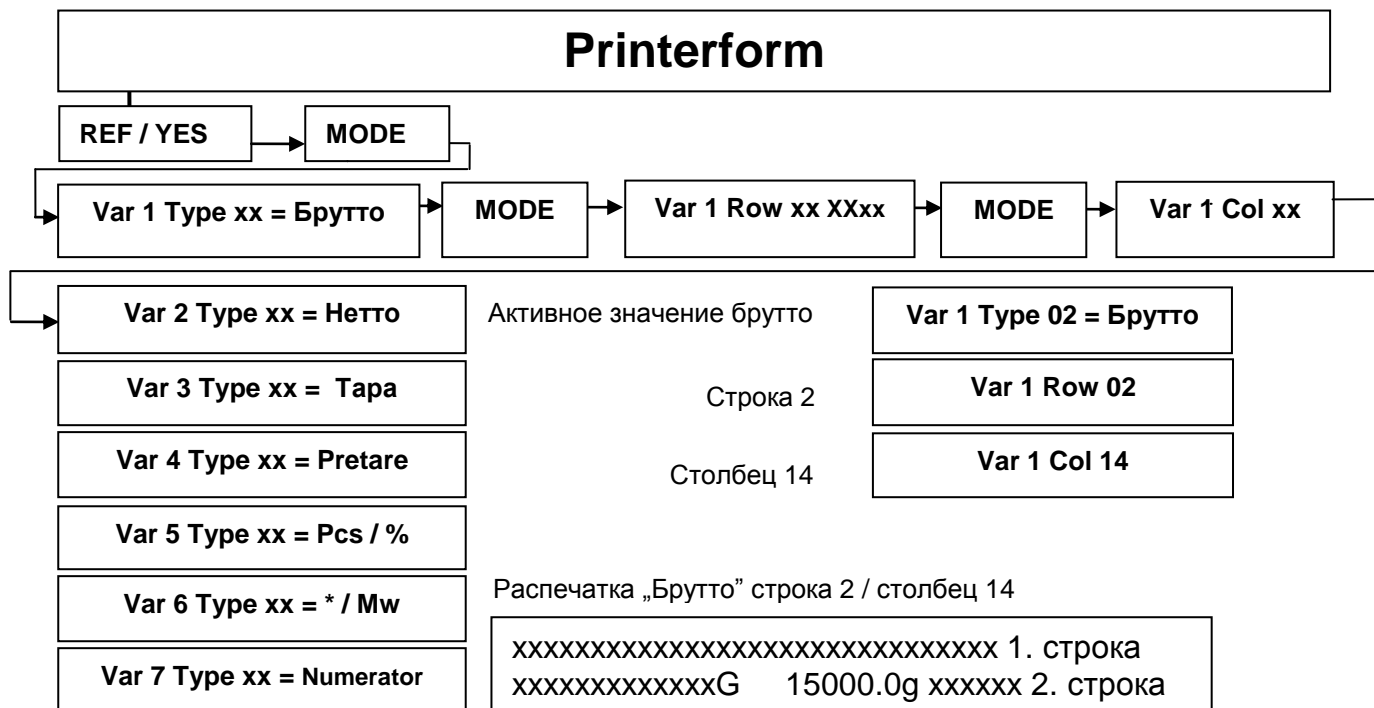 Printerform
REF / YES
MODE
Var 1 Type xx = Брутто
MODE
Var 1 Row xx XXxx
MODE
Var 1 Col xx
Var 2 Type xx = Нетто
Активное значение брутто
Var 1 Type 02 = Брутто
Var 3 Type xx = Тара
Строка 2
Var 1 Row 02
Var 4 Type xx = Pretare
Столбец 14
Var 1 Col 14
Var 5 Type xx = Pcs / %
Var 6 Type xx = * / Mw
Распечатка „Брутто” строка 2 / столбец 14
Var 7 Type xx = Numerator
xxxxxxxxxxxxxxxxxxxxxxxxxxxxxxx 1. строка
xxxxxxxxxxxxxG 15000.0g xxxxxx 2. строка